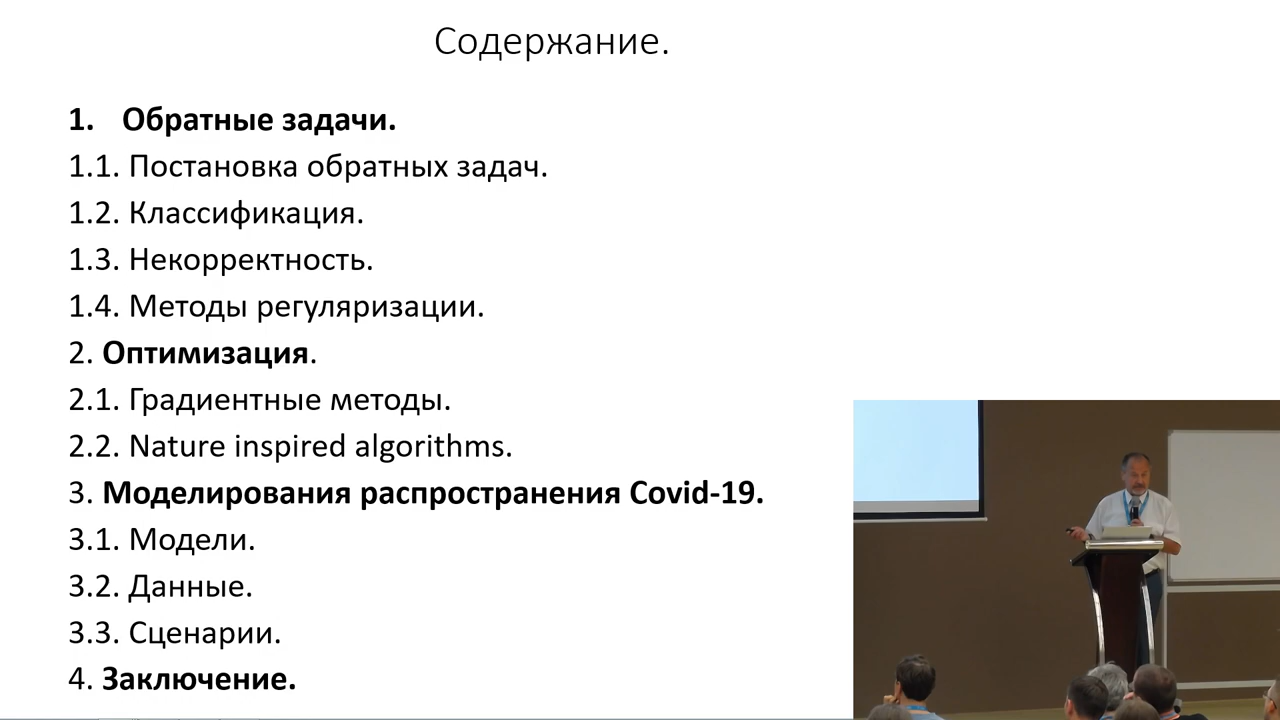 Содержание.
1. Обратные задачи.
1.1. Постановка обратных задач.
1.2. Классификация.
1.3. Некорректность.
1.4. Методы регуляризации.
2. Оптимизация.
2.1. Градиентные методы.
2.2. Nature inspired algorithms.
3. Моделирования распространения Covid-19.
3.1. Модели.
3.2. Данные.
3.3. Сценарии.
4. Заключение.